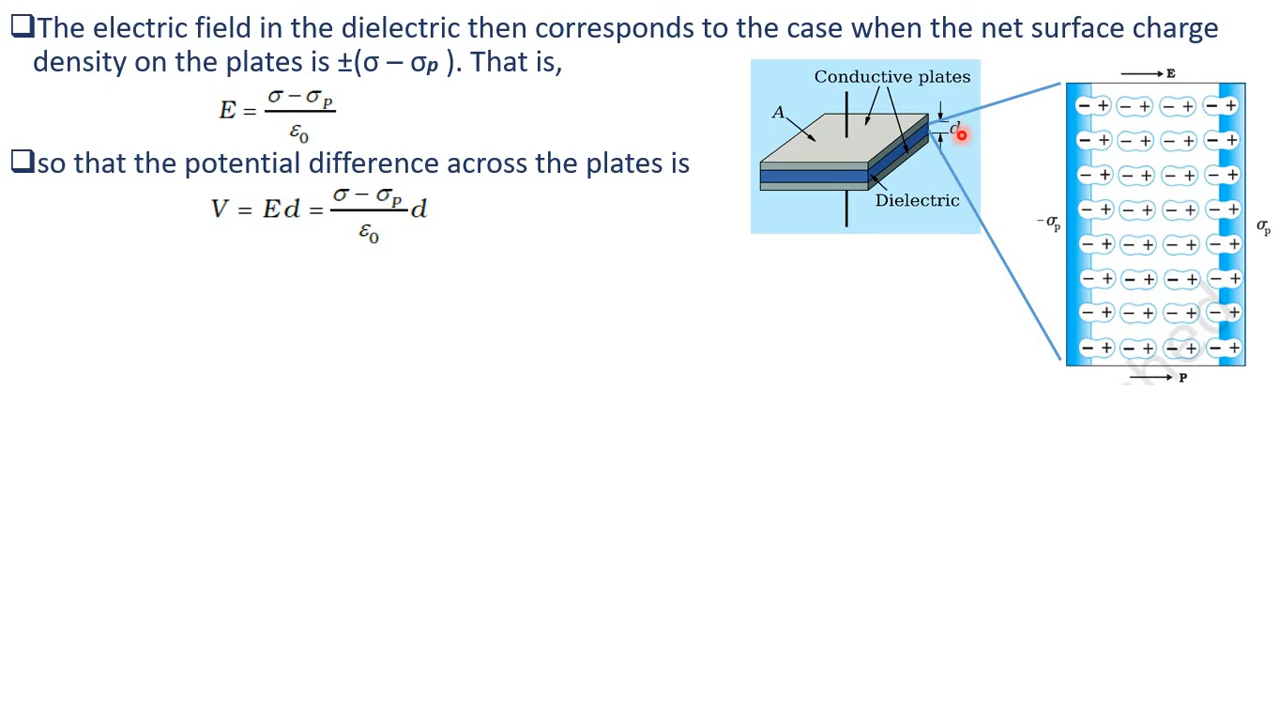 ❑The electric field in the dielectric then corresponds to the case when the net surface charge
density on the plates is ±(σ – σp ). That is,
E = (σ – σp)/ε0
❑so that the potential difference across the plates is
V = Ed = (σ – σp)/ε0 d
Conductive plates
A
d
Dielectric
E
-σp
σp
P